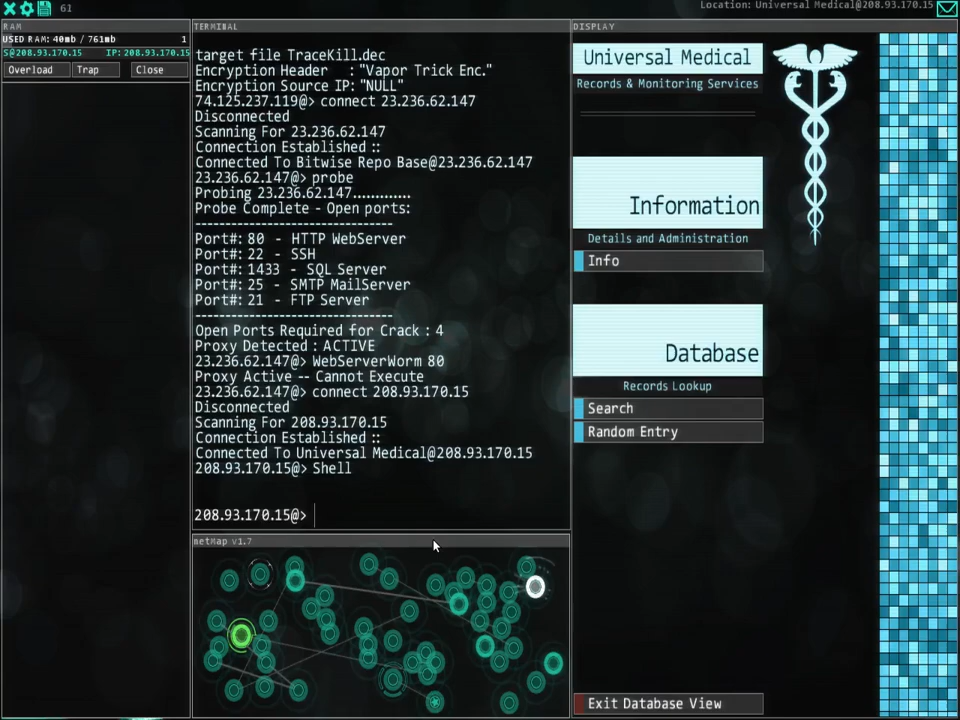 61
Location: Universal Medical@208.93.170.15
RAM
USED RAM: 40mb / 761mb 1
S@208.93.170.15 IP: 208.93.170.15
Overload Trap Close
TERMINAL
target file TraceKill.dec
Encryption Header : "Vapor Trick Enc."
Encryption Source IP: "NULL"
74.125.237.119@> connect 23.236.62.147
Disconnected
Scanning For 23.236.62.147
Connection Established ::
Connected To Bitwise Repo Base@23.236.62.147
23.236.62.147@> probe
Probing 23.236.62.147.............
Probe Complete - Open ports:
---------------------------------
Port#: 80 - HTTP WebServer
Port#: 22 - SSH
Port#: 1433 - SQL Server
Port#: 25 - SMTP MailServer
Port#: 21 - FTP Server
---------------------------------
Open Ports Required for Crack : 4
Proxy Detected : ACTIVE
23.236.62.147@> WebServerWorm 80
Proxy Active -- Cannot Execute
23.236.62.147@> connect 208.93.170.15
Disconnected
Scanning For 208.93.170.15
Connection Established ::
Connected To Universal Medical@208.93.170.15
208.93.170.15@> Shell
208.93.170.15@>
netMap v1.7
DISPLAY
Universal Medical
Records & Monitoring Services
Information
Details and Administration
Info
Database
Records Lookup
Search
Random Entry
Exit Database View